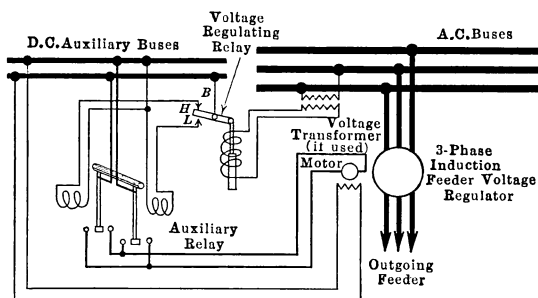 Voltage
Regulating
Relay
D.C. Auxiliary Buses
A.C. Buses
B
H
L
Voltage
Transformer
(if used)
Motor
3-Phase
Induction
Feeder Voltage
Regulator
Auxiliary
Relay
Outgoing
Feeder